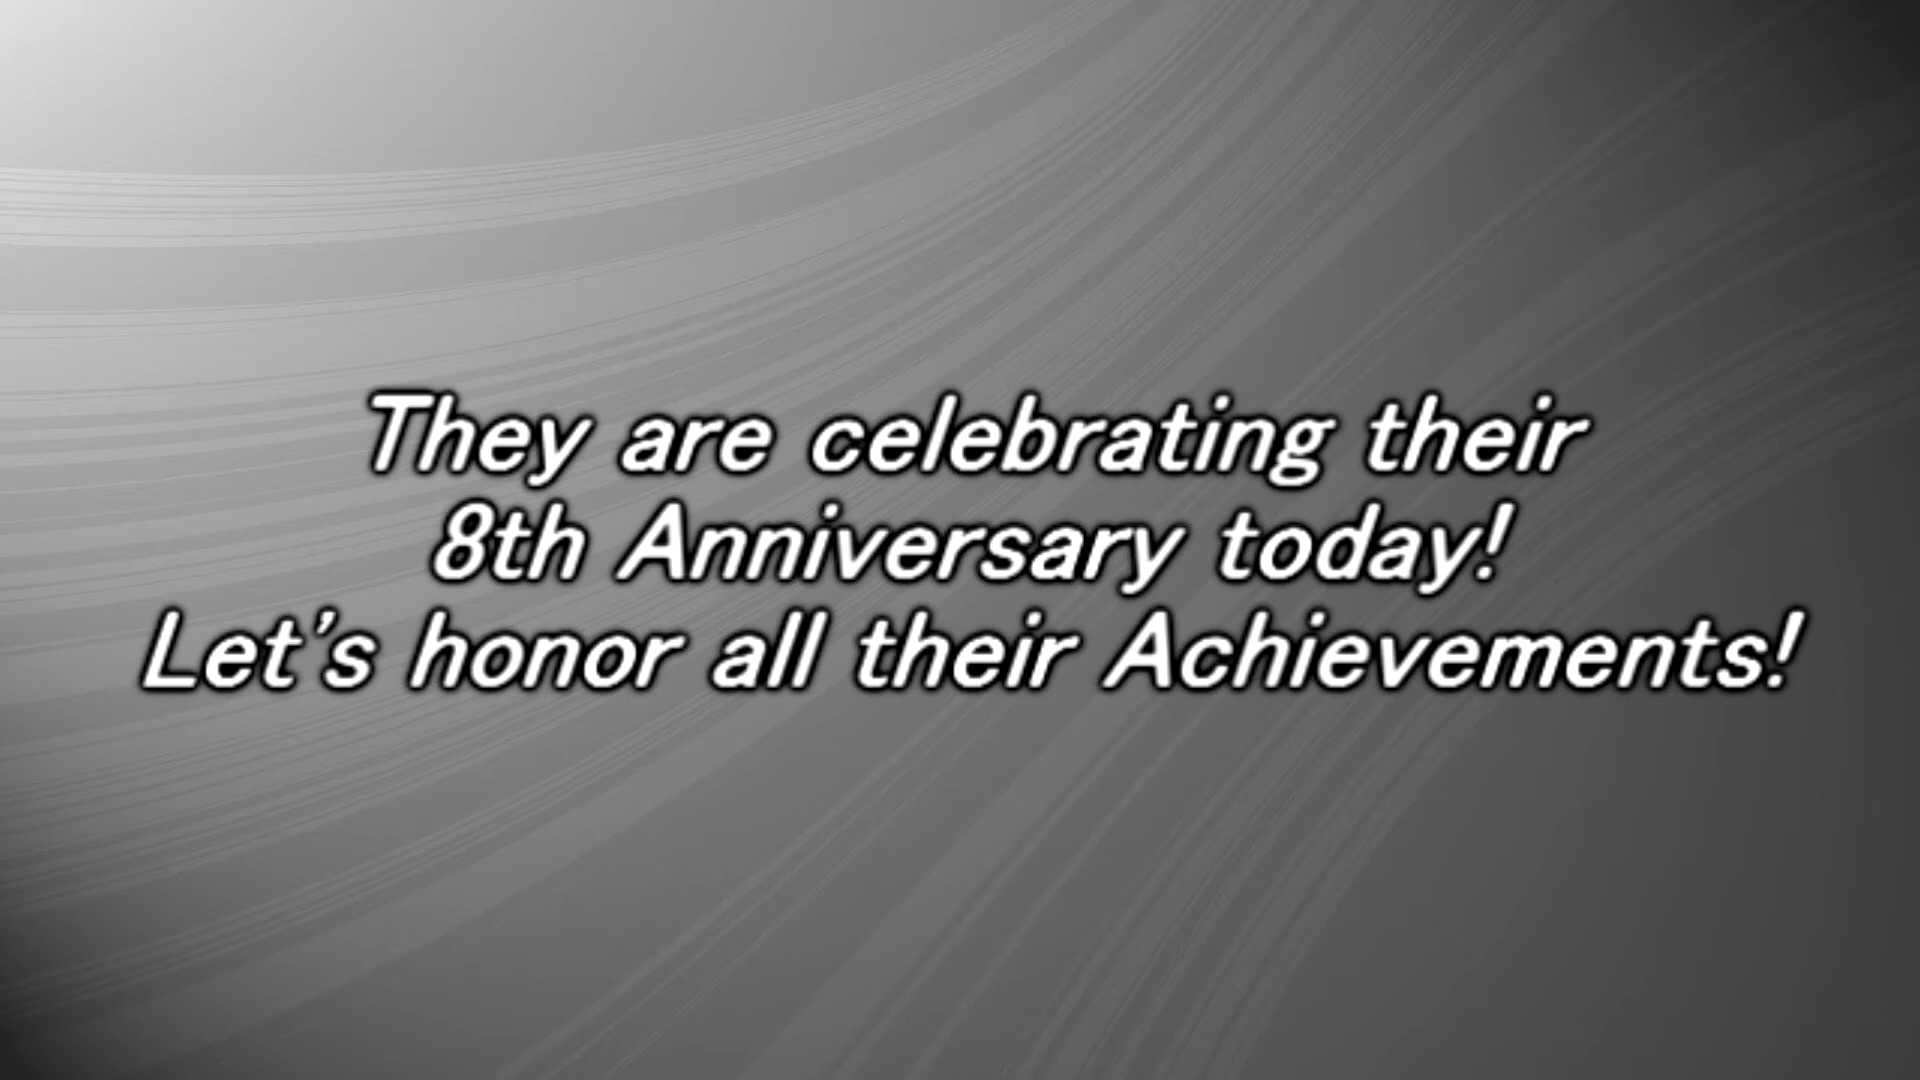 They are celebrating their
8th Anniversary today!
Let's honor all their Achievements!